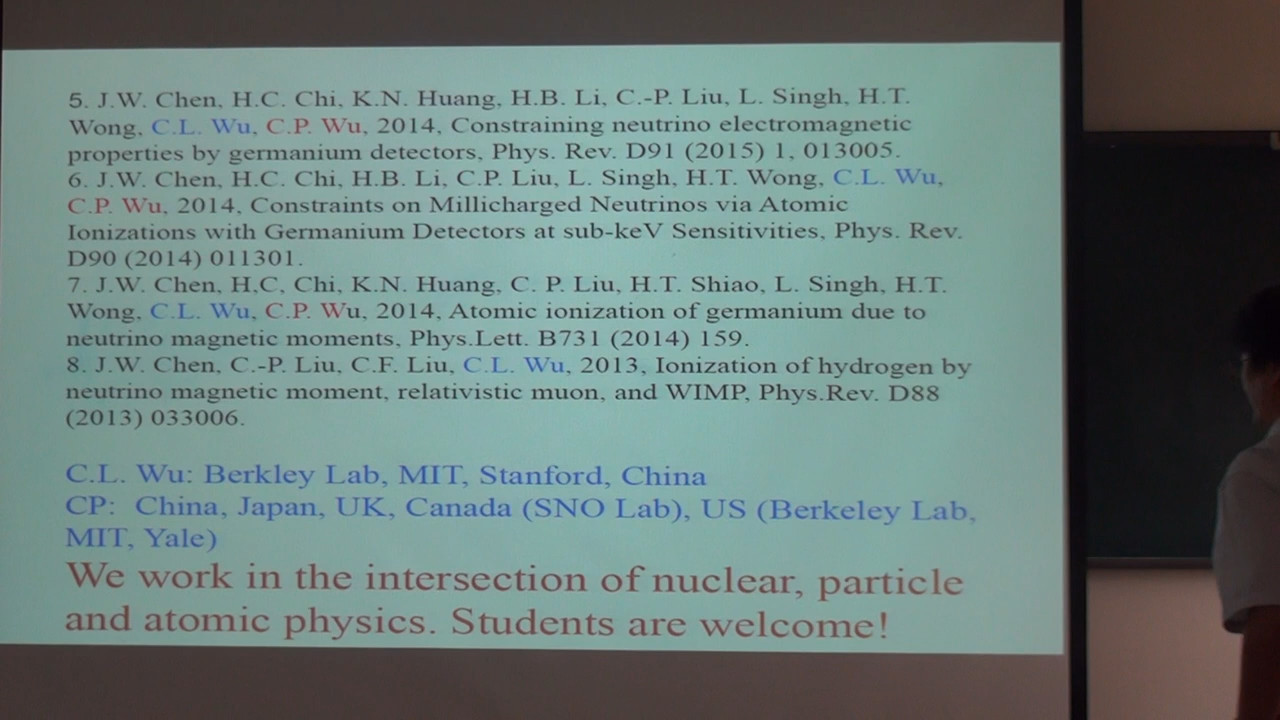 5. J.W. Chen, H.C. Chi, K.N. Huang, H.B. Li, C.-P. Liu, L. Singh, H.T.
Wong, C.L. Wu, C.P. Wu, 2014, Constraining neutrino electromagnetic
properties by germanium detectors, Phys. Rev. D91 (2015) 1, 013005.
6. J.W. Chen, H.C. Chi, H.B. Li, C.P. Liu, L. Singh, H.T. Wong, C.L. Wu,
C.P. Wu, 2014, Constraints on Millicharged Neutrinos via Atomic
Ionizations with Germanium Detectors at sub-keV Sensitivities, Phys. Rev.
D90 (2014) 011301.
7. J.W. Chen, H,C, Chi, K.N. Huang, C. P. Liu, H.T. Shiao, L. Singh, H.T.
Wong, C.L. Wu, C.P. Wu, 2014, Atomic ionization of germanium due to
neutrino magnetic moments, Phys.Lett. B731 (2014) 159.
8. J.W. Chen, C.-P. Liu, C.F. Liu, C.L. Wu, 2013, Ionization of hydrogen by
neutrino magnetic moment, relativistic muon, and WIMP, Phys.Rev. D88
(2013) 033006.
C.L. Wu: Berkley Lab, MIT, Stanford, China
CP: China, Japan, UK, Canada (SNO Lab), US (Berkeley Lab,
MIT, Yale)
We work in the intersection of nuclear, particle
and atomic physics. Students are welcome!